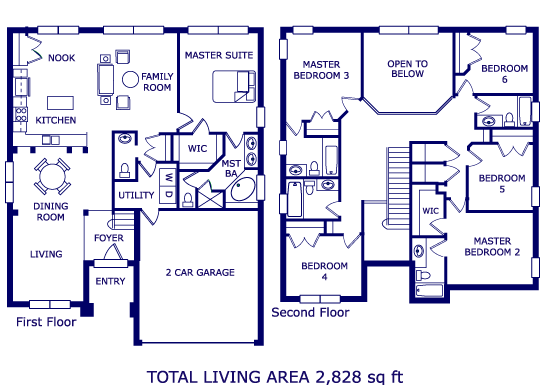 NOOK
MASTER SUITE
FAMILY
ROOM
KITCHEN
WIC
MST
BA
W
D
UTILITY
DINING
ROOM
FOYER
LIVING
ENTRY
2 CAR GARAGE
First Floor
MASTER
BEDROOM 3
OPEN TO
BELOW
BEDROOM
6
BEDROOM
5
WIC
MASTER
BEDROOM 2
BEDROOM
4
Second Floor
TOTAL LIVING AREA 2,828 sq ft